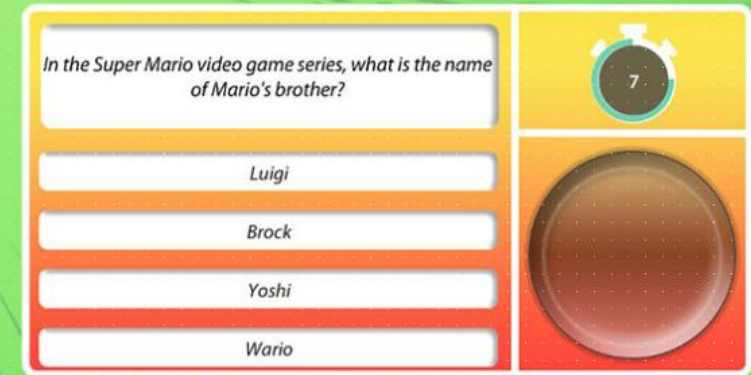 In the Super Mario video game series, what is the name
of Mario's brother?
7
Luigi
Brock
Yoshi
Wario